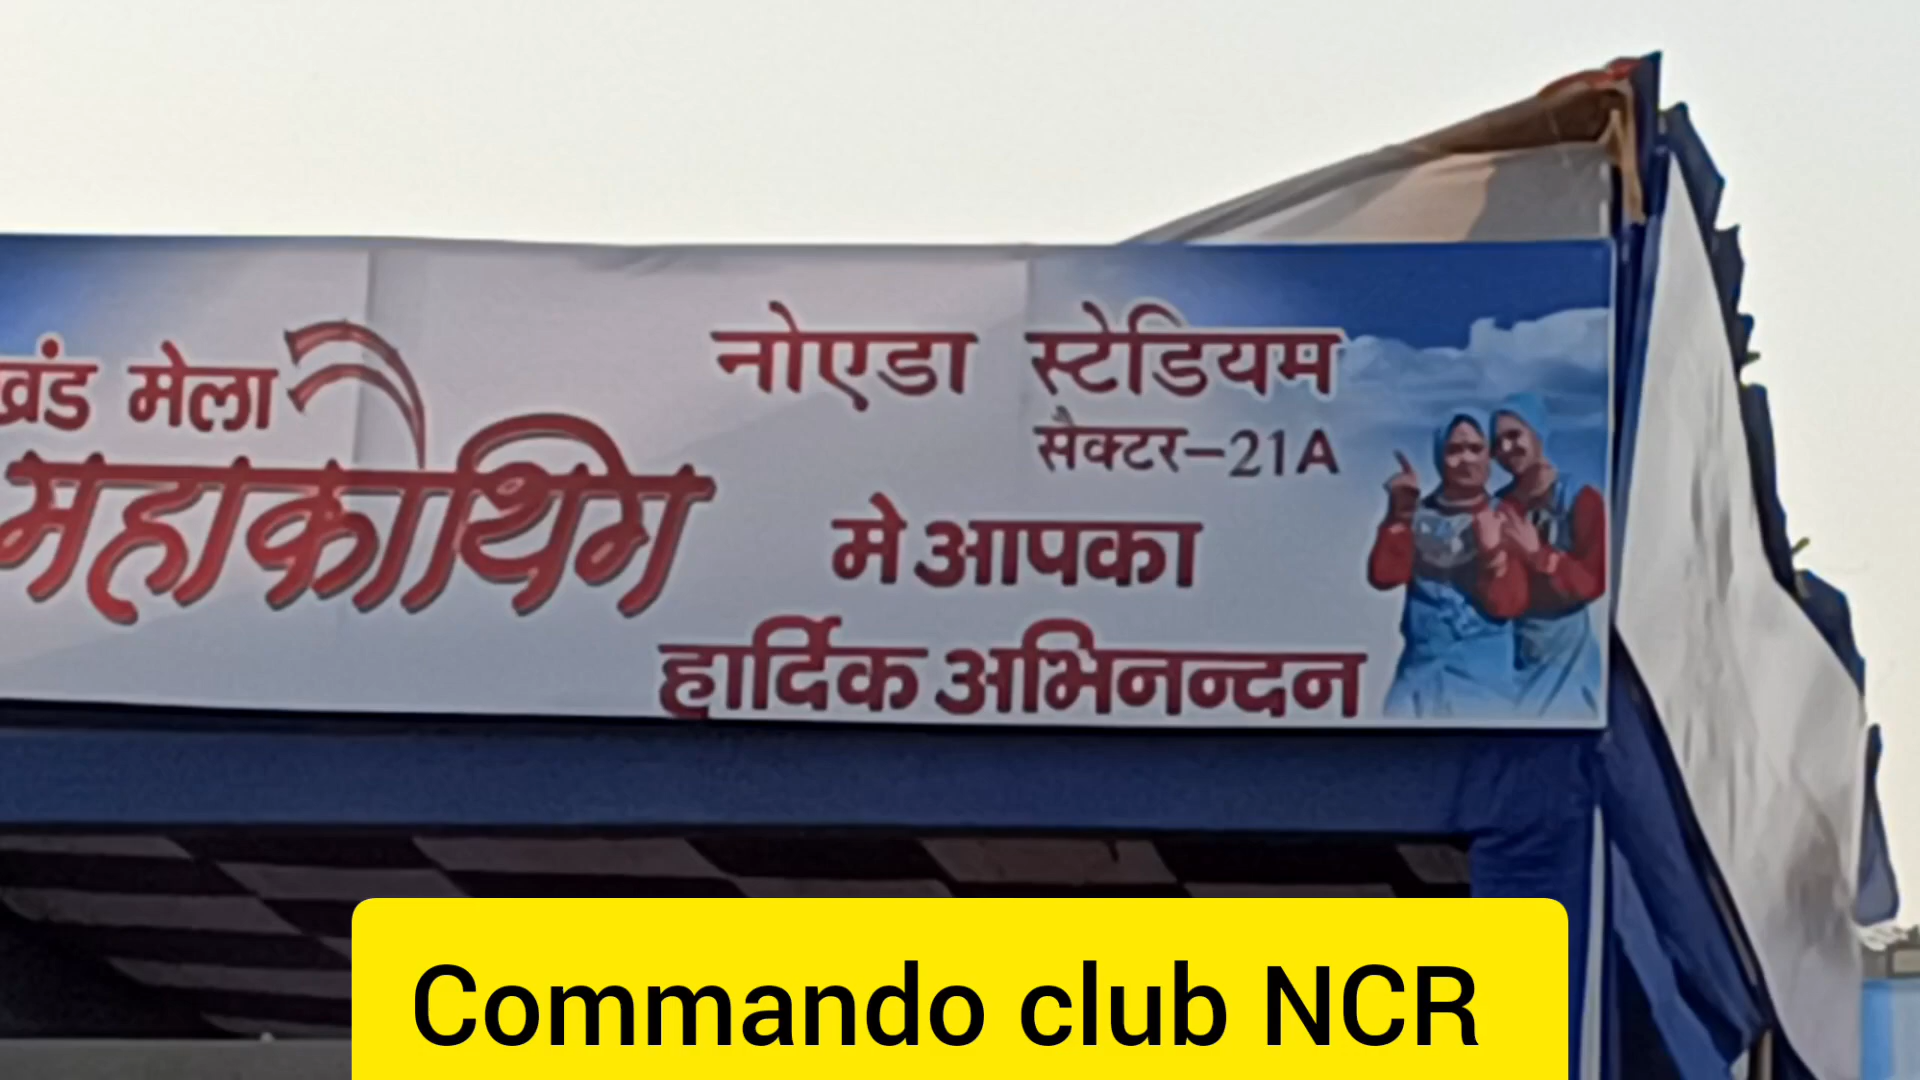 खंड मेला
महाकौथिग
नोएडा स्टेडियम
सैक्टर-21A
मे आपका
हार्दिक अभिनन्दन
Commando club NCR